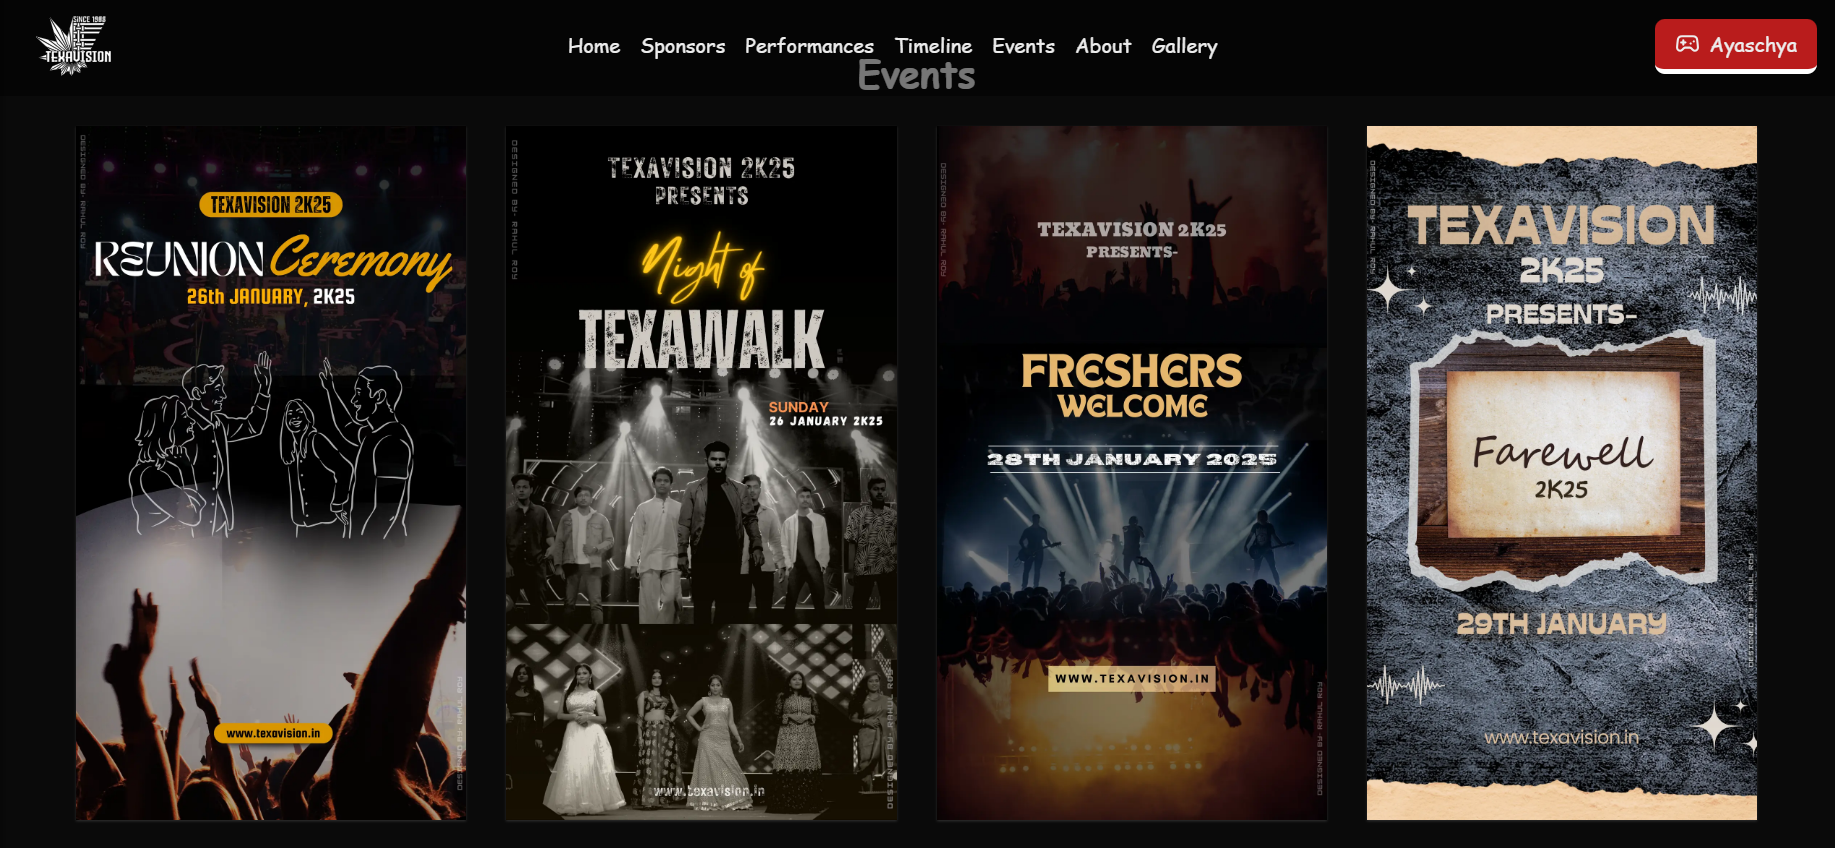 SINCE 1988
TEXAVISION
Home Sponsors Performances Timeline Events About Gallery
Ayaschya
Events
DESIGNED BY RAHUL ROY
TEXAVISION 2K25
REUNION Ceremony
26th JANUARY, 2K25
www.texavision.in
DESIGNED BY: RAHUL ROY
DESIGNED BY: RAHUL ROY
TEXAVISION 2K25
PRESENTS
Night of
TEXAWALK
SUNDAY
26 JANUARY 2K25
www.texavision.in
DESIGNED BY: RAHUL ROY
DESIGNED BY RAHUL ROY
TEXAVISION 2K25
PRESENTS-
FRESHERS
WELCOME
28TH JANUARY 2025
WWW.TEXAVISION.IN
DESIGNED BY: RAHUL ROY
DESIGNED BY RAHUL ROY
TEXAVISION
2K25
PRESENTS-
Farewell
2K25
29TH JANUARY
DESIGNED BY: RAHUL ROY
www.texavision.in